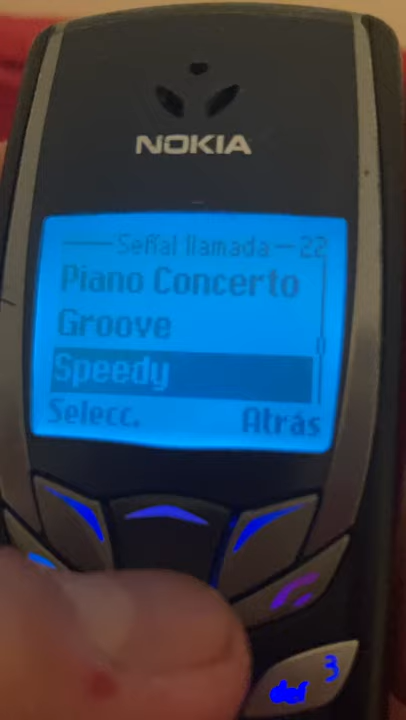 NOKIA
Señal llamada 22
Piano Concerto
Groove
Speedy
Selecc. Atrás
def 3